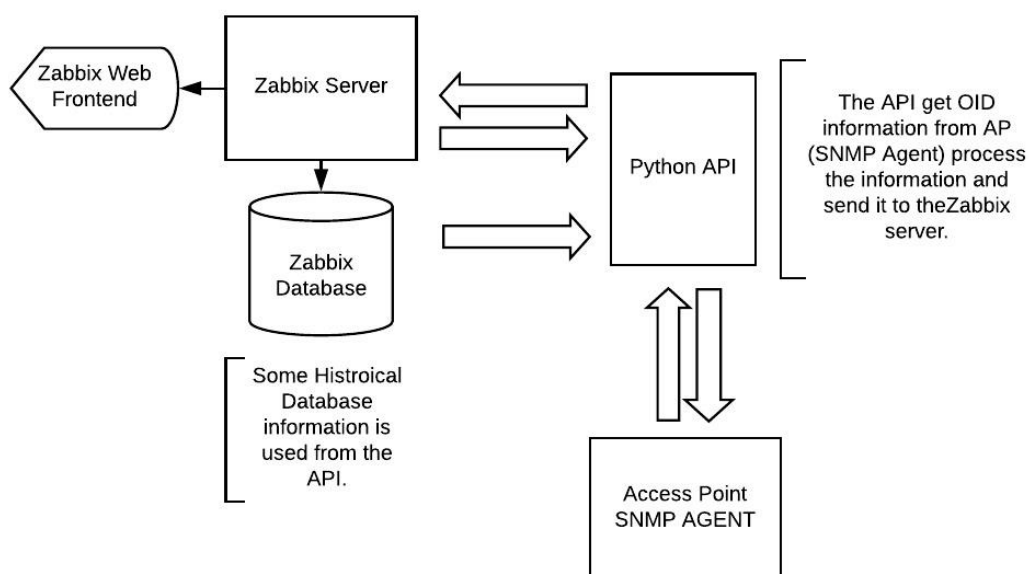 Zabbix Web
Frontend
Zabbix Server
Python API
The API get OID
information from AP
(SNMP Agent) process
the information and
send it to theZabbix
server.
Zabbix
Database
Some Histroical
Database
information is
used from the
API.
Access Point
SNMP AGENT